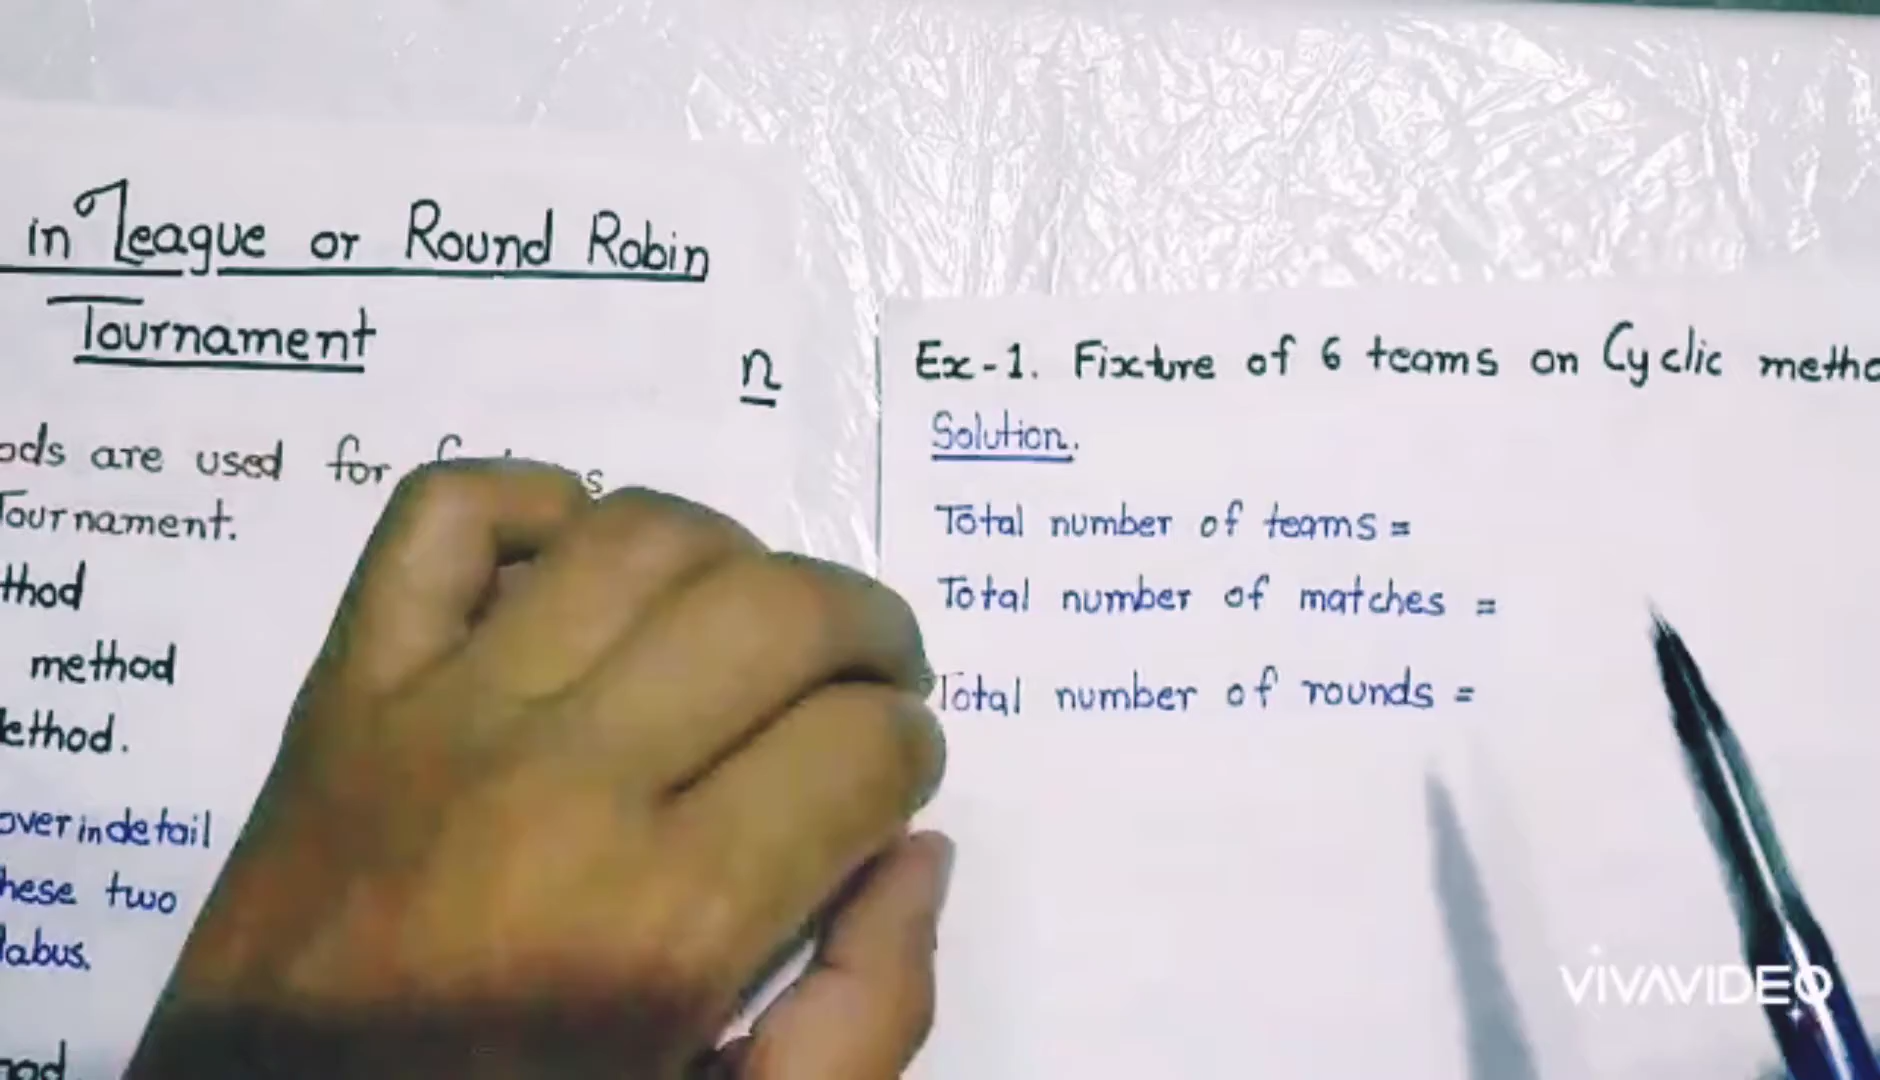 in League or Round Robin
Tournament
n
ods are used for
Tournament.
thod
method
ethod.
over in detail
hese two
labus.
Ex-1. Fixture of 6 teams on Cyclic metho
Solution.
Total number of teams =
Total number of matches =
Total number of rounds =
VIVAVIDEO